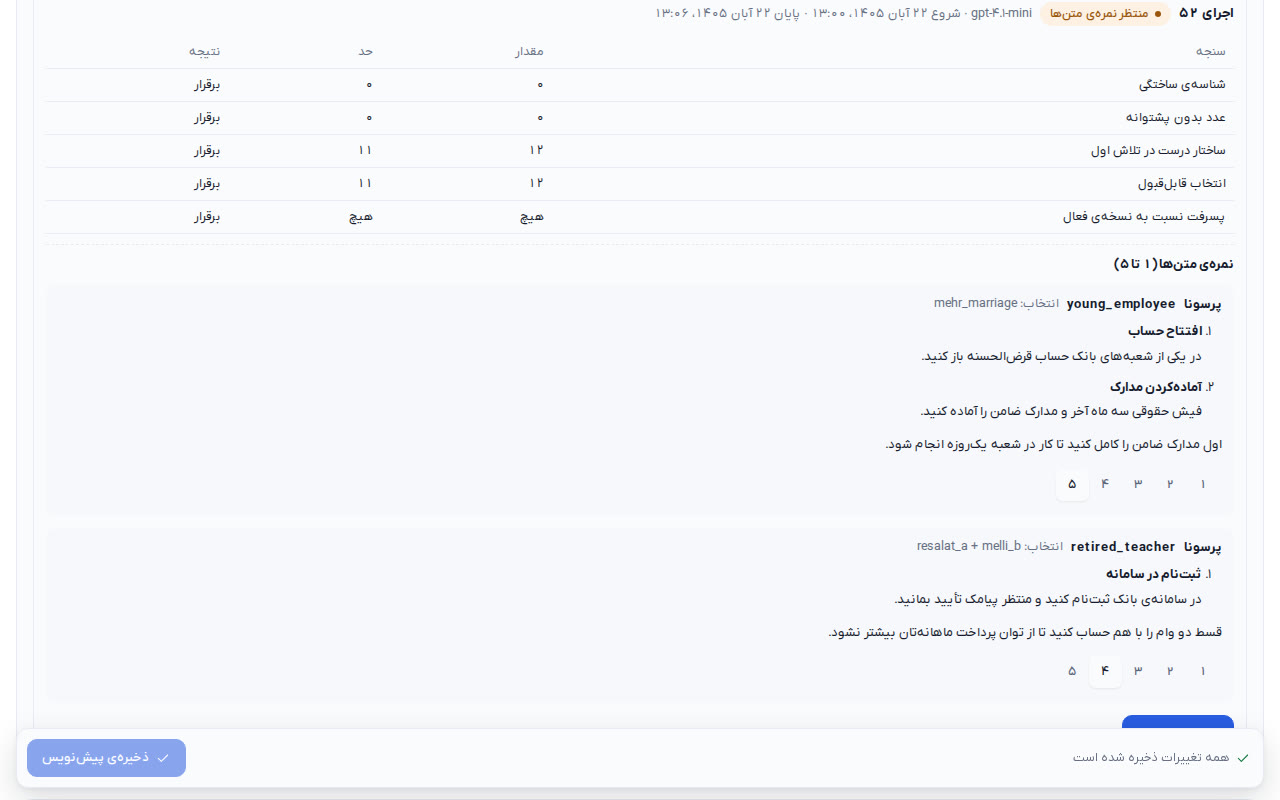 اجرای ۵۲ منتظر نمره‌ی متن‌ها gpt-4.1-mini · شروع ۲۲ آبان ۱۴۰۵، ۱۳:۰۰ · پایان ۲۲ آبان ۱۴۰۵، ۱۳:۰۶
سنجه مقدار حد نتیجه
شناسه‌ی ساختگی ۰ ۰ برقرار
عدد بدون پشتوانه ۰ ۰ برقرار
ساختار درست در تلاش اول ۱۲ ۱۱ برقرار
انتخاب قابل‌قبول ۱۲ ۱۱ برقرار
پسرفت نسبت به نسخه‌ی فعال هیچ هیچ برقرار
نمره‌ی متن‌ها (۱ تا ۵)
پرسونا young_employee انتخاب: mehr_marriage
۱. افتتاح حساب
در یکی از شعبه‌های بانک حساب قرض‌الحسنه باز کنید.
۲. آماده‌کردن مدارک
فیش حقوقی سه ماه آخر و مدارک ضامن را آماده کنید.
اول مدارک ضامن را کامل کنید تا کار در شعبه یک‌روزه انجام شود.
۱ ۲ ۳ ۴ ۵
پرسونا retired_teacher انتخاب: resalat_a + melli_b
۱. ثبت‌نام در سامانه
در سامانه‌ی بانک ثبت‌نام کنید و منتظر پیامک تأیید بمانید.
قسط دو وام را با هم حساب کنید تا از توان پرداخت ماهانه‌تان بیشتر نشود.
۱ ۲ ۳ ۴ ۵
همه تغییرات ذخیره شده است ذخیره‌ی پیش‌نویس